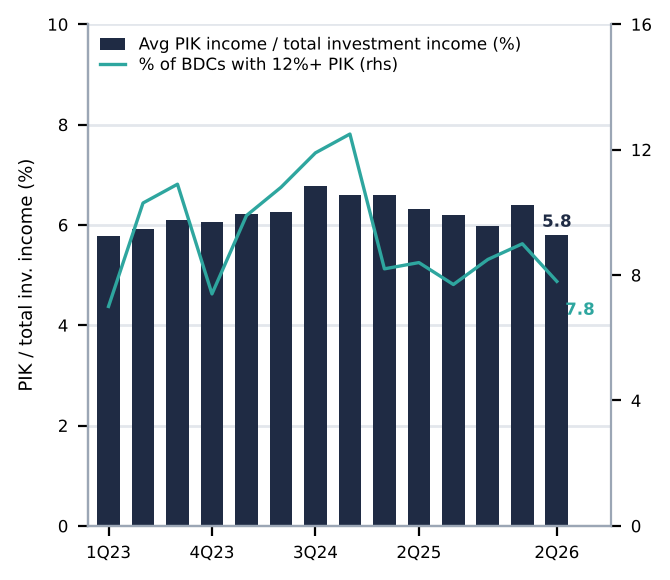 Avg PIK income / total investment income (%)
% of BDCs with 12%+ PIK (rhs)
PIK / total inv. income (%)
10
8
6
4
2
0
16
12
8
4
0
5.8
7.8
1Q23
4Q23
3Q24
2Q25
2Q26